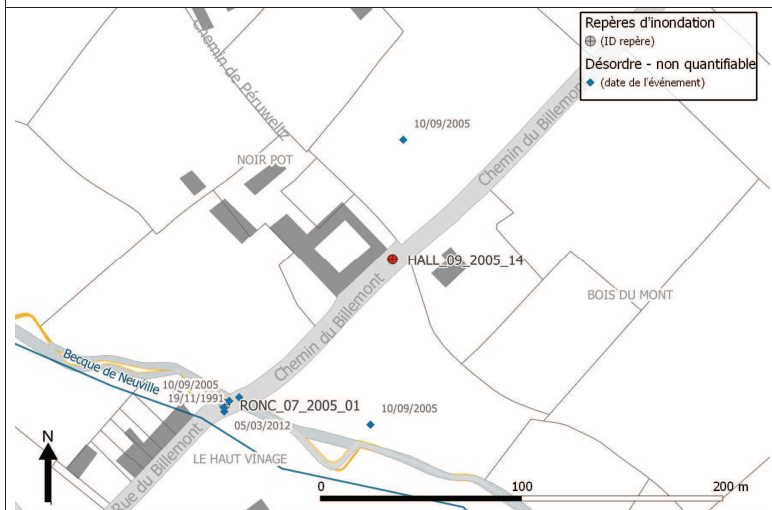 Repères d'inondation
(ID repère)
Désordre - non quantifiable
(date de l'événement)
Chemin de Péruweltz
Chemin du Billemont
10/09/2005
NOIR POT
HALL_09_2005_14
BOIS DU MONT
Chemin du Billemont
Becque de Neuville
10/09/2005
19/11/1991
RONC_07_2005_01
10/09/2005
05/03/2012
Rue du Billemont
LE HAUT VINAGE
N
0
100
200 m